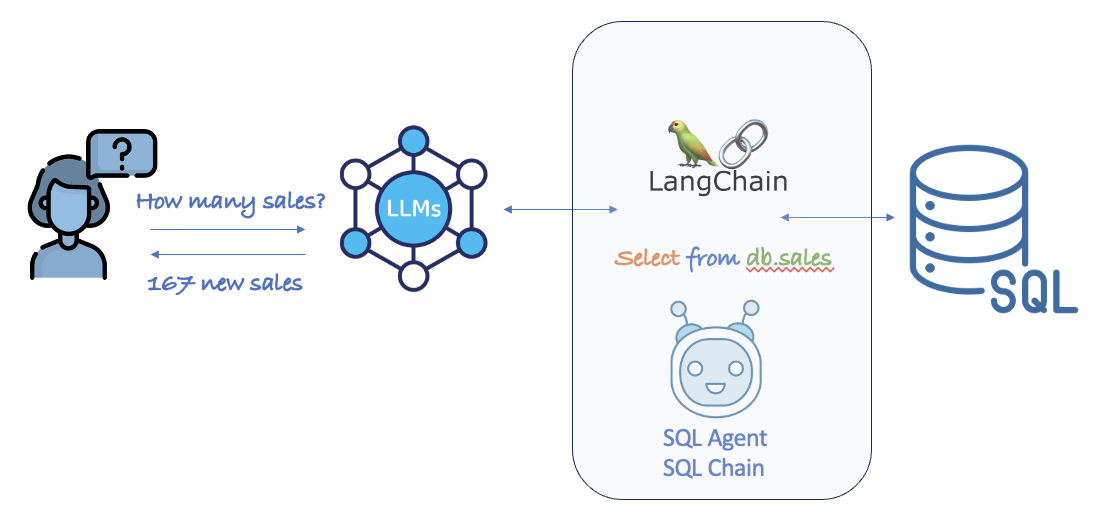 ?
How many sales?
167 new sales
LLMs
LangChain
Select from db.sales
SQL Agent
SQL Chain
SQL